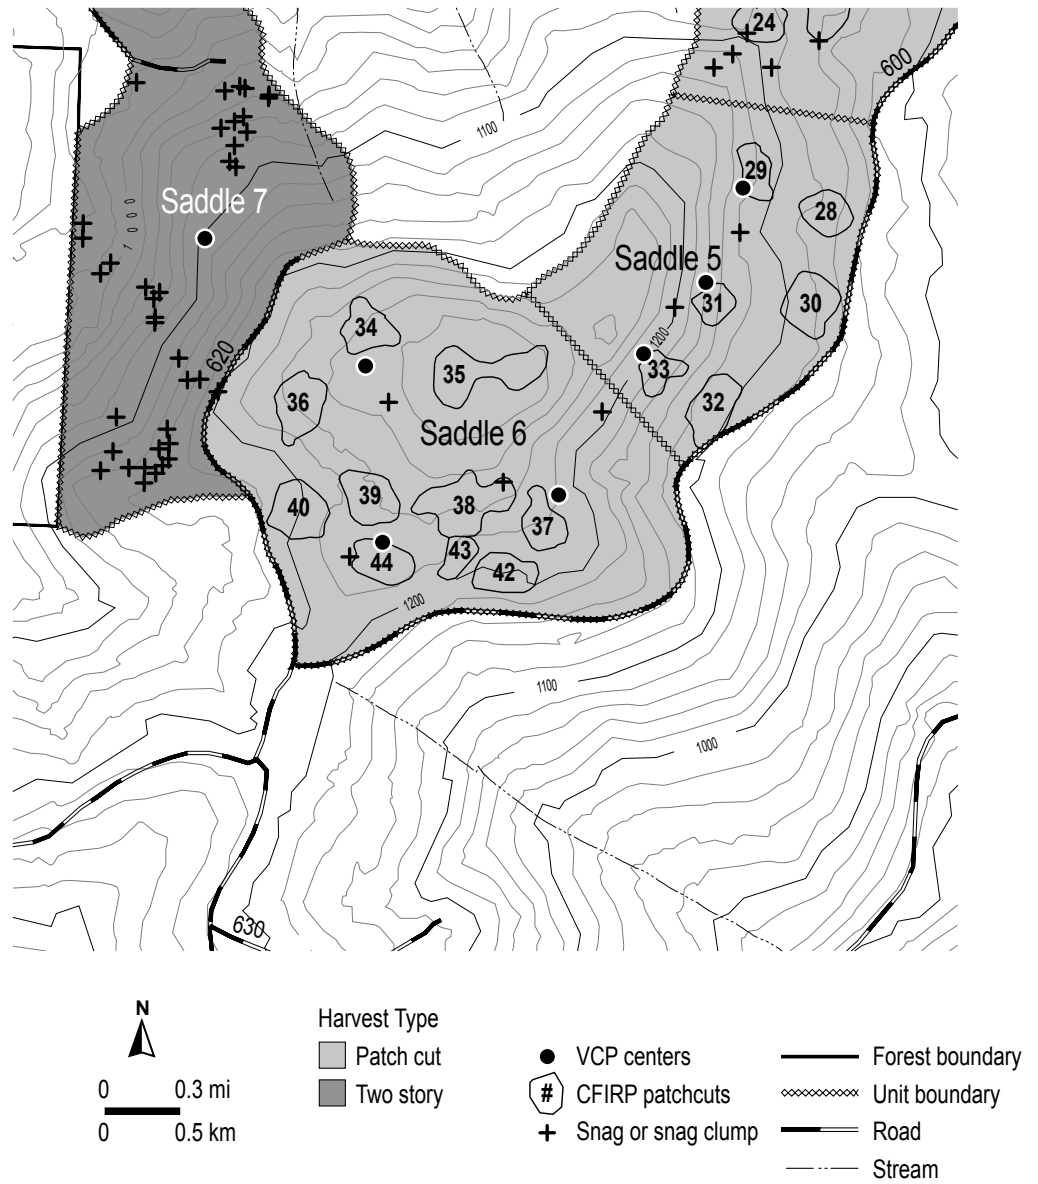 24
600
1100
29
Saddle 7
28
100
Saddle 5
31
30
34
1200
620
33
35
36
32
Saddle 6
39
38
40
37
43
44
42
1200
1100
1000
630
N
0 0.3 mi
0 0.5 km
Harvest Type
Patch cut
Two story
VCP centers
# CFIRP patchcuts
Snag or snag clump
Forest boundary
Unit boundary
Road
Stream